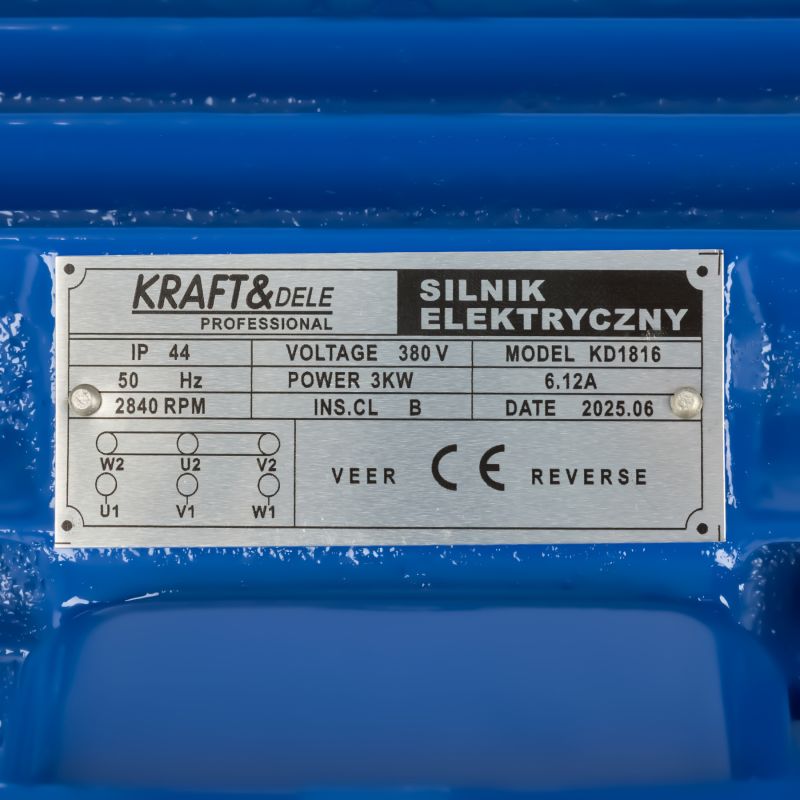 KRAFT&DELE
PROFESSIONAL
SILNIK
ELEKTRYCZNY
IP 44 VOLTAGE 380 V MODEL KD1816
50 Hz POWER 3KW 6,12A
2840 RPM INS.CL B DATE 2025.06
W2 U2 V2
U1 V1 W1
VEER CE REVERSE